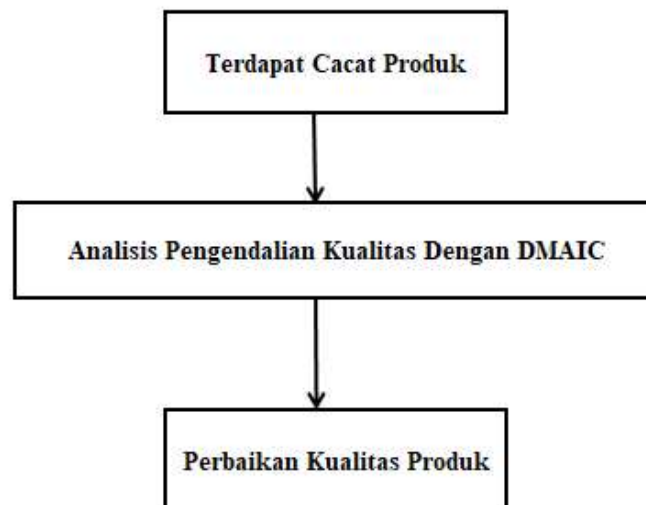 Terdapat Cacat Produk
Analisis Pengendalian Kualitas Dengan DMAIC
Perbaikan Kualitas Produk